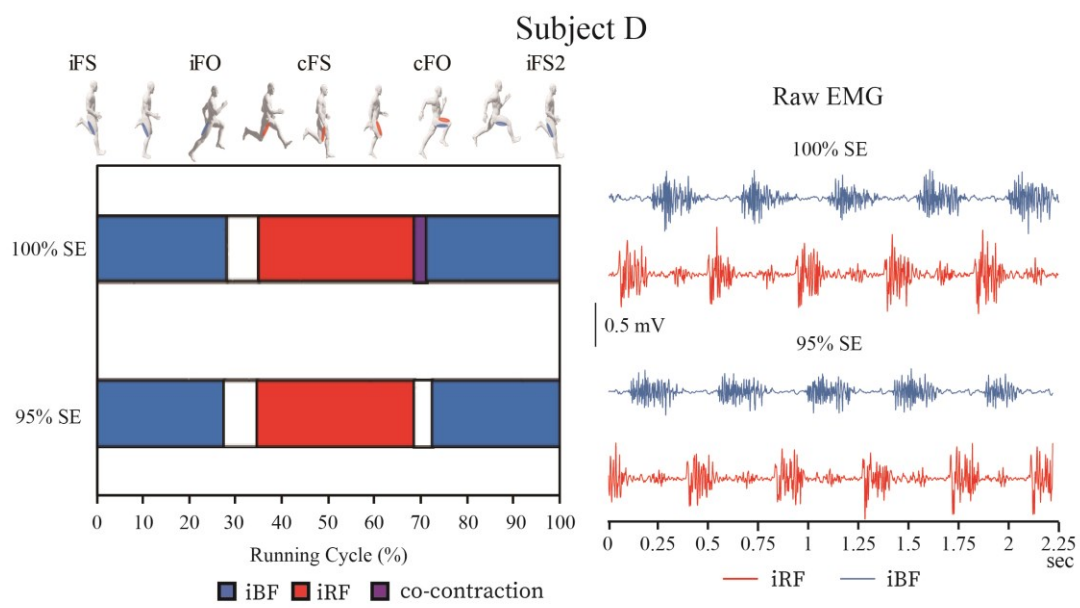 Subject D
iFS iFO cFS cFO iFS2
100% SE
95% SE
0 10 20 30 40 50 60 70 80 90 100
Running Cycle (%)
iBF iRF co-contraction
Raw EMG
100% SE
0.5 mV
95% SE
0 0.25 0.5 0.75 1 1.25 1.5 1.75 2 2.25
sec
iRF iBF